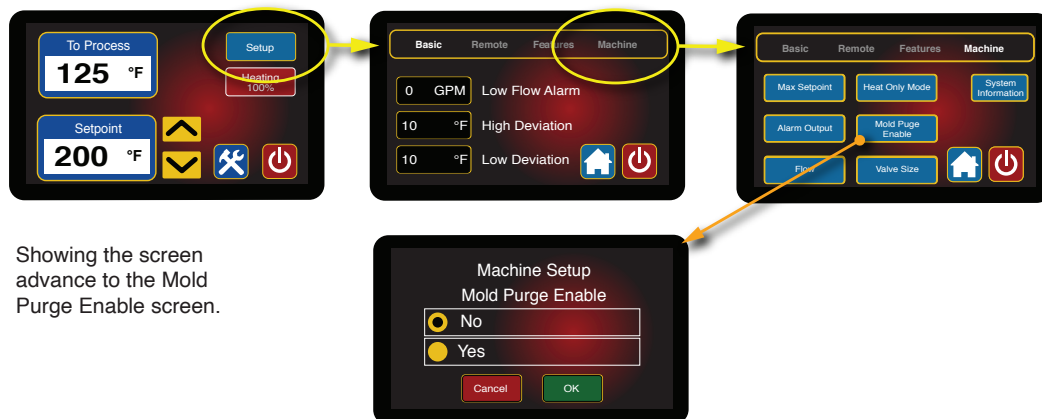 To Process
125 °F
Setup
Heating
100%
Setpoint
200 °F
Basic Remote Features Machine
0 GPM Low Flow Alarm
10 °F High Deviation
10 °F Low Deviation
Basic Remote Features Machine
Max Setpoint Heat Only Mode System
Information
Alarm Output Mold Puge
Enable
Flow Valve Size
Showing the screen
advance to the Mold
Purge Enable screen.
Machine Setup
Mold Purge Enable
No
Yes
Cancel OK